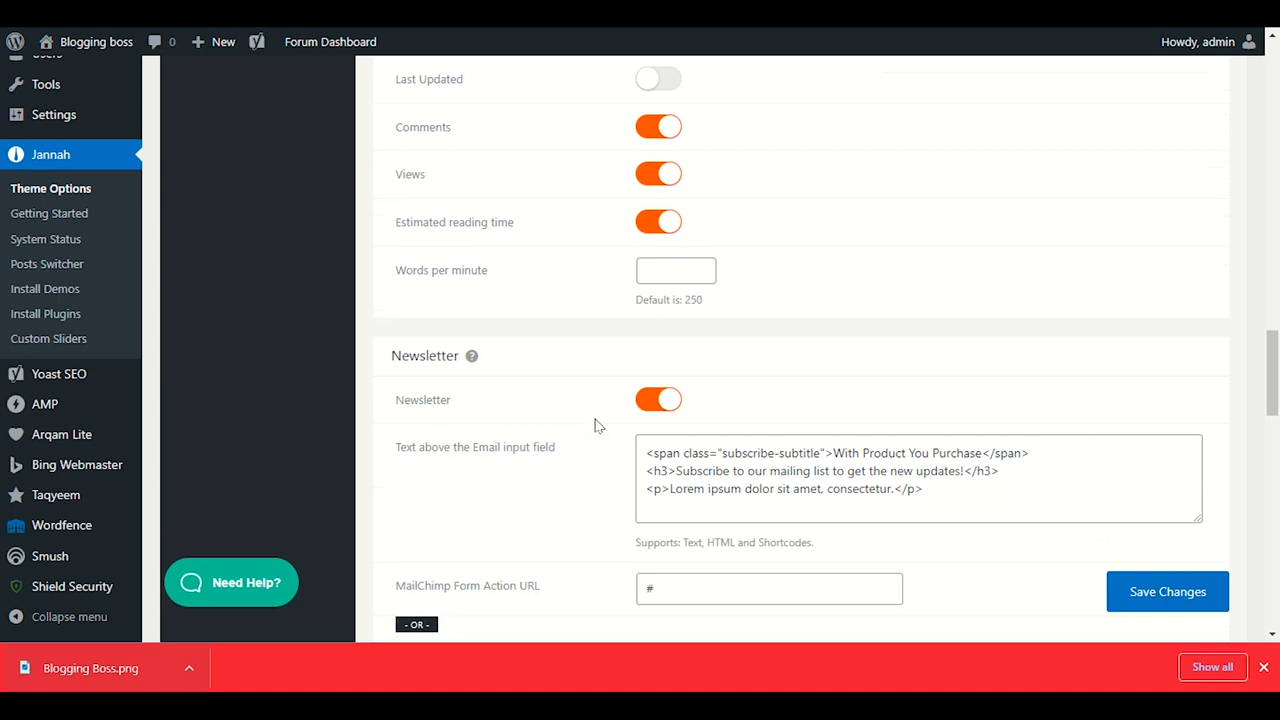 Blogging boss
0
New
Forum Dashboard
Howdy, admin
Users
Tools
Settings
Jannah
Theme Options
Getting Started
System Status
Posts Switcher
Install Demos
Install Plugins
Custom Sliders
Yoast SEO
AMP
Arqam Lite
Bing Webmaster
Taqyeem
Wordfence
Smush
Shield Security
Collapse menu
Need Help?
Last Updated
Comments
Views
Estimated reading time
Words per minute
Default is: 250
Newsletter ?
Newsletter
Text above the Email input field
<span class="subscribe-subtitle">With Product You Purchase</span>
<h3>Subscribe to our mailing list to get the new updates!</h3>
<p>Lorem ipsum dolor sit amet, consectetur.</p>
Supports: Text, HTML and Shortcodes.
MailChimp Form Action URL
#
Save Changes
- OR -
Blogging Boss.png
Show all